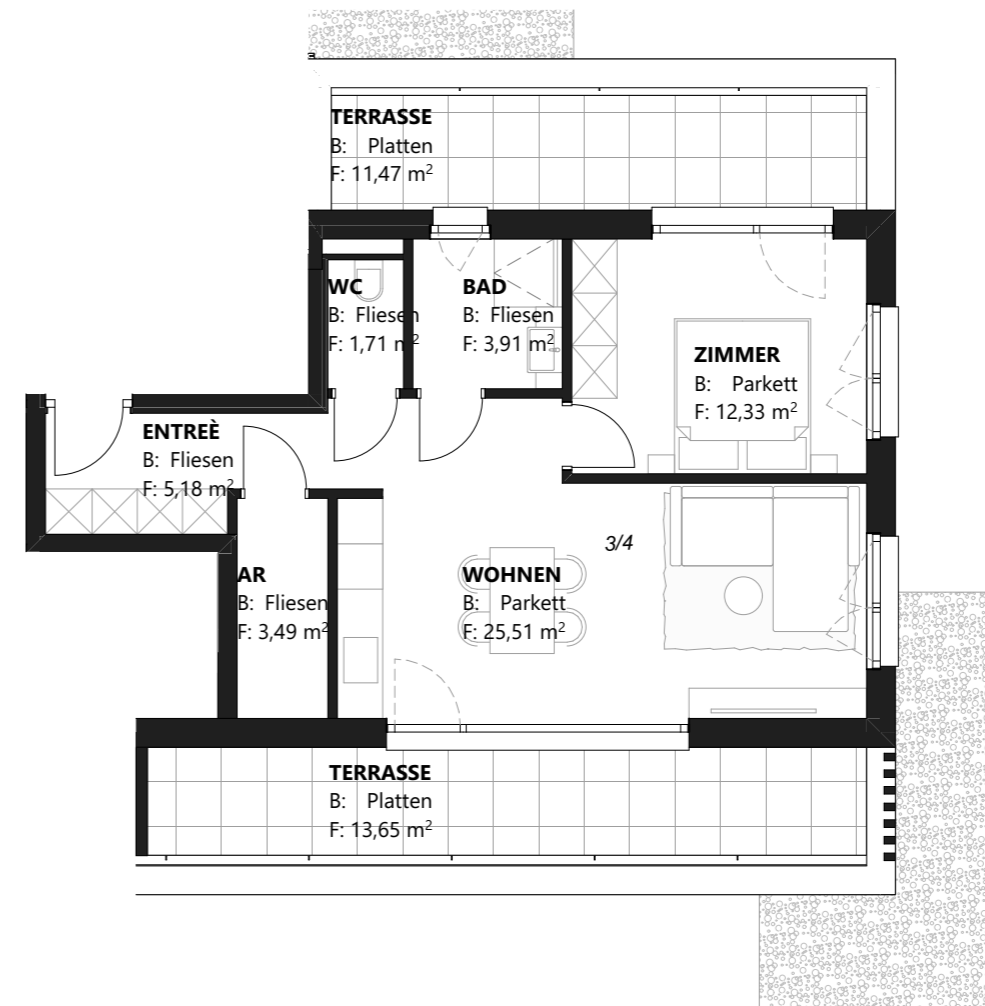 TERRASSE
B: Platten
F: 11,47 m²
WC
B: Fliesen
F: 1,71 m²
BAD
B: Fliesen
F: 3,91 m²
ZIMMER
B: Parkett
F: 12,33 m²
ENTREÈ
B: Fliesen
F: 5,18 m²
3/4
AR
B: Fliesen
F: 3,49 m²
WOHNEN
B: Parkett
F: 25,51 m²
TERRASSE
B: Platten
F: 13,65 m²